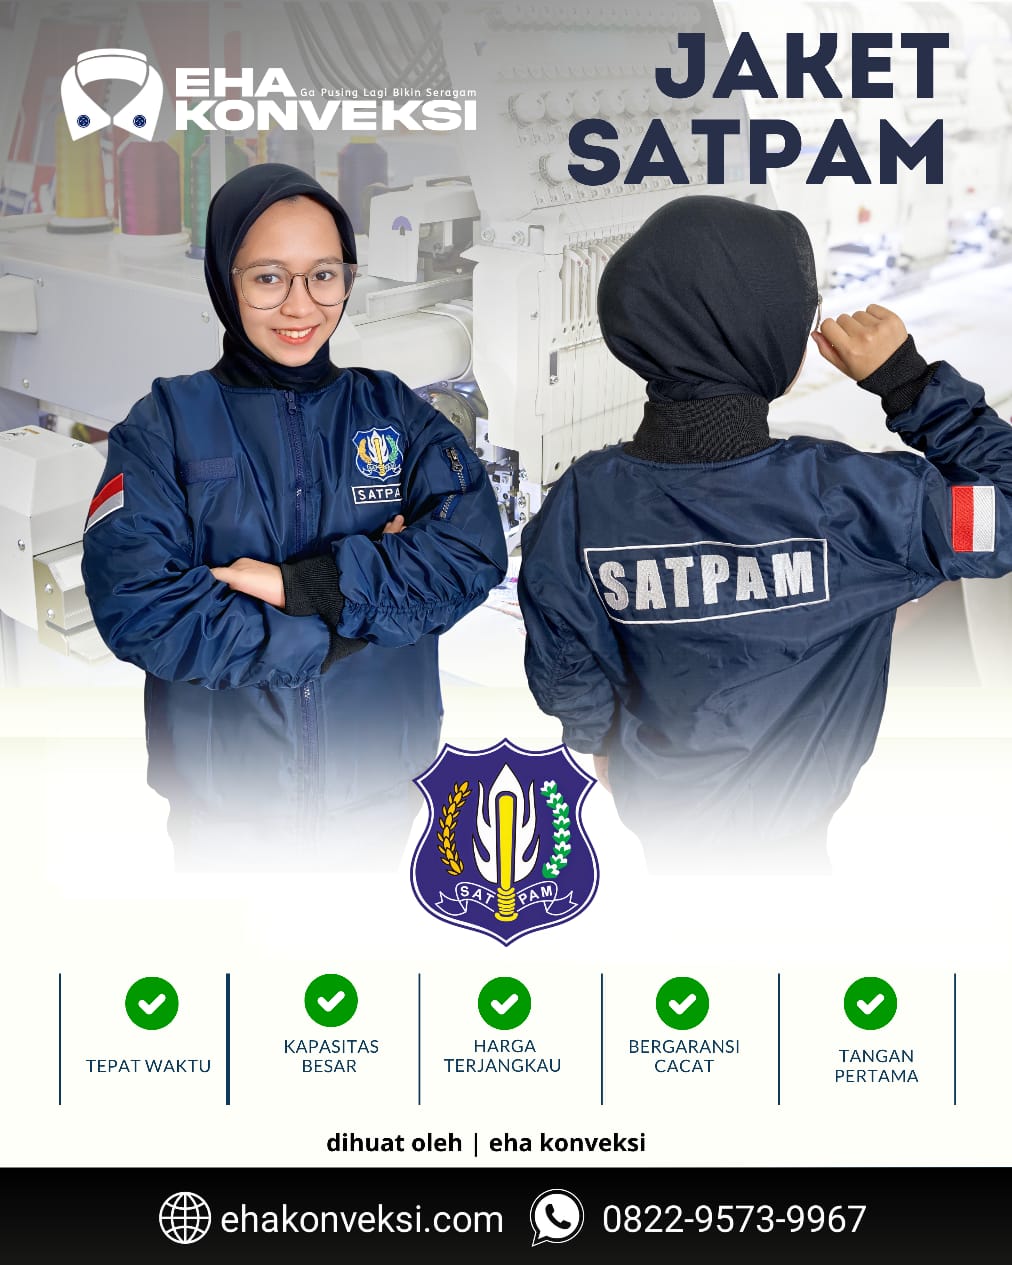 EHA
Ga Pusing Lagi Bikin Seragam
KONVEKSI
JAKET
SATPAM
SATPA
SATPAM
SAT PAM
TEPAT WAKTU
KAPASITAS
BESAR
HARGA
TERJANGKAU
BERGARANSI
CACAT
TANGAN
PERTAMA
dihuat oleh | eha konveksi
ehakonveksi.com
0822-9573-9967